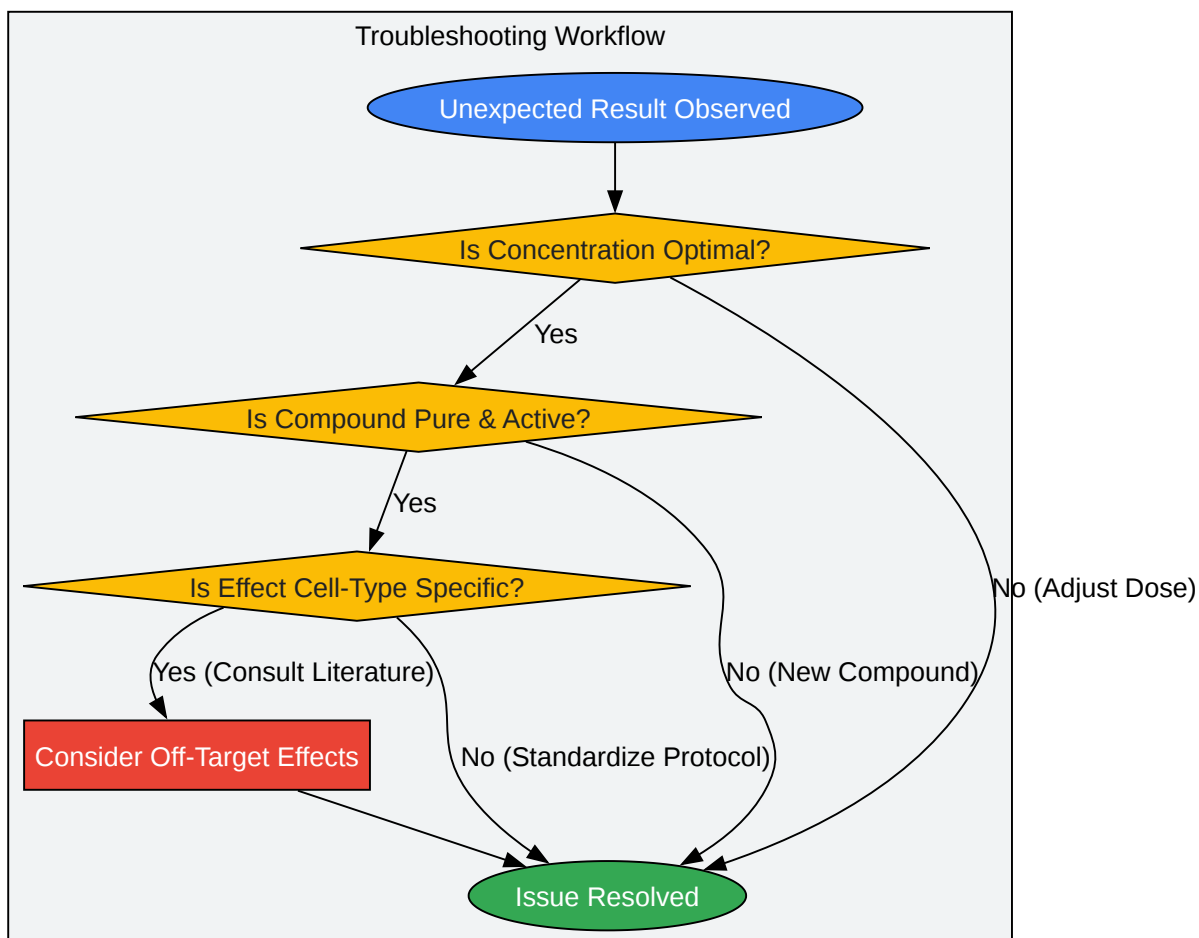 Troubleshooting Workflow
Unexpected Result Observed
Is Concentration Optimal?
Yes
Is Compound Pure & Active?
Yes
Is Effect Cell-Type Specific?
No (Adjust Dose)
Yes (Consult Literature)
No (New Compound)
Consider Off-Target Effects
No (Standardize Protocol)
Issue Resolved